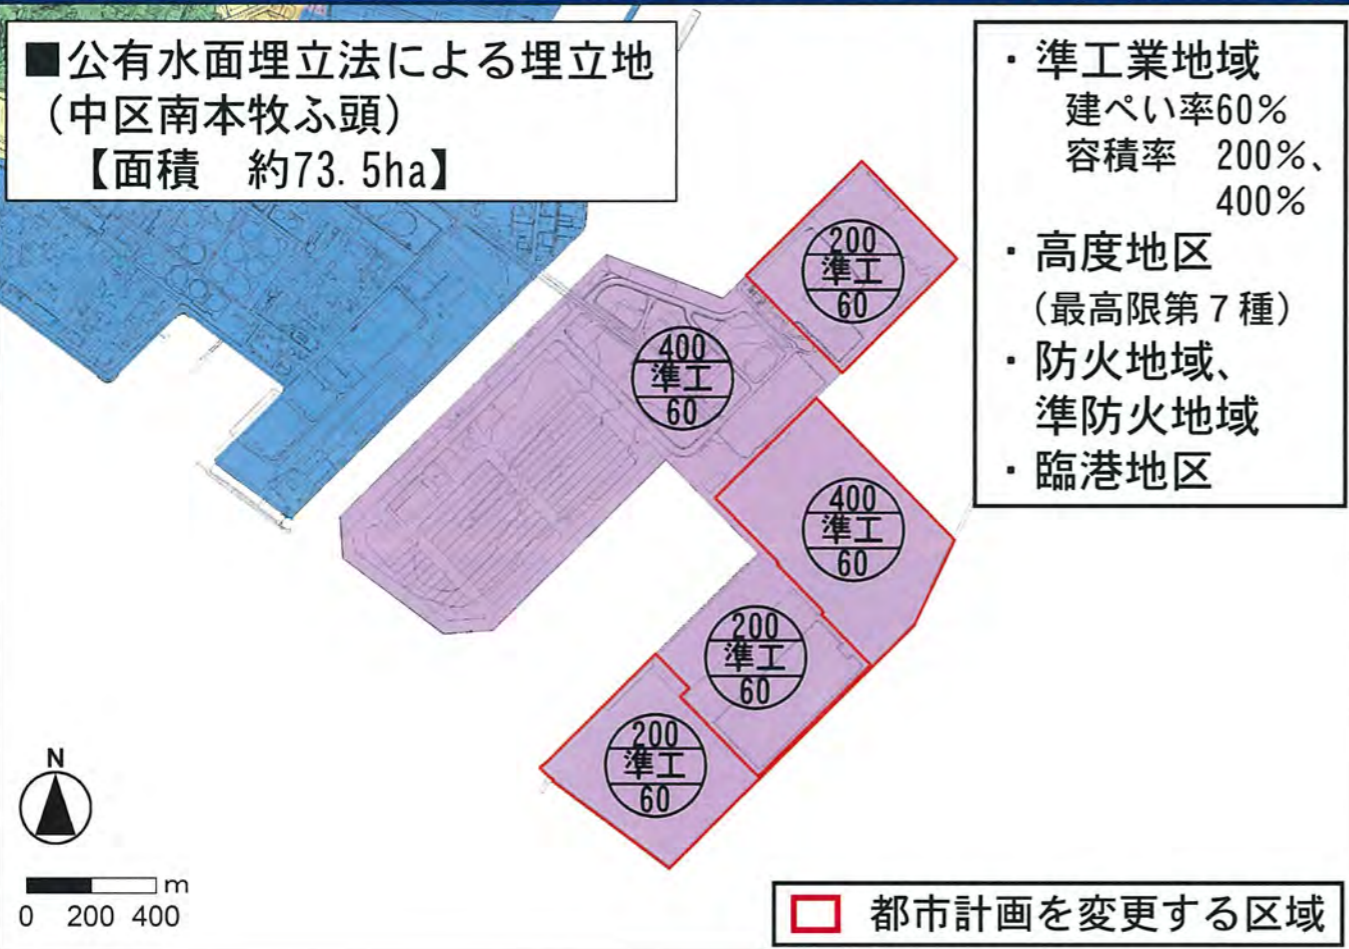 ■公有水面埋立法による埋立地
(中区南本牧ふ頭)
【面積　約73.5ha】
・準工業地域
建ぺい率60%
容積率　200%、
400%
・高度地区
(最高限第7種)
・防火地域、
準防火地域
・臨港地区
200
準工
60
400
準工
60
400
準工
60
200
準工
60
200
準工
60
N
m
0 200 400
都市計画を変更する区域